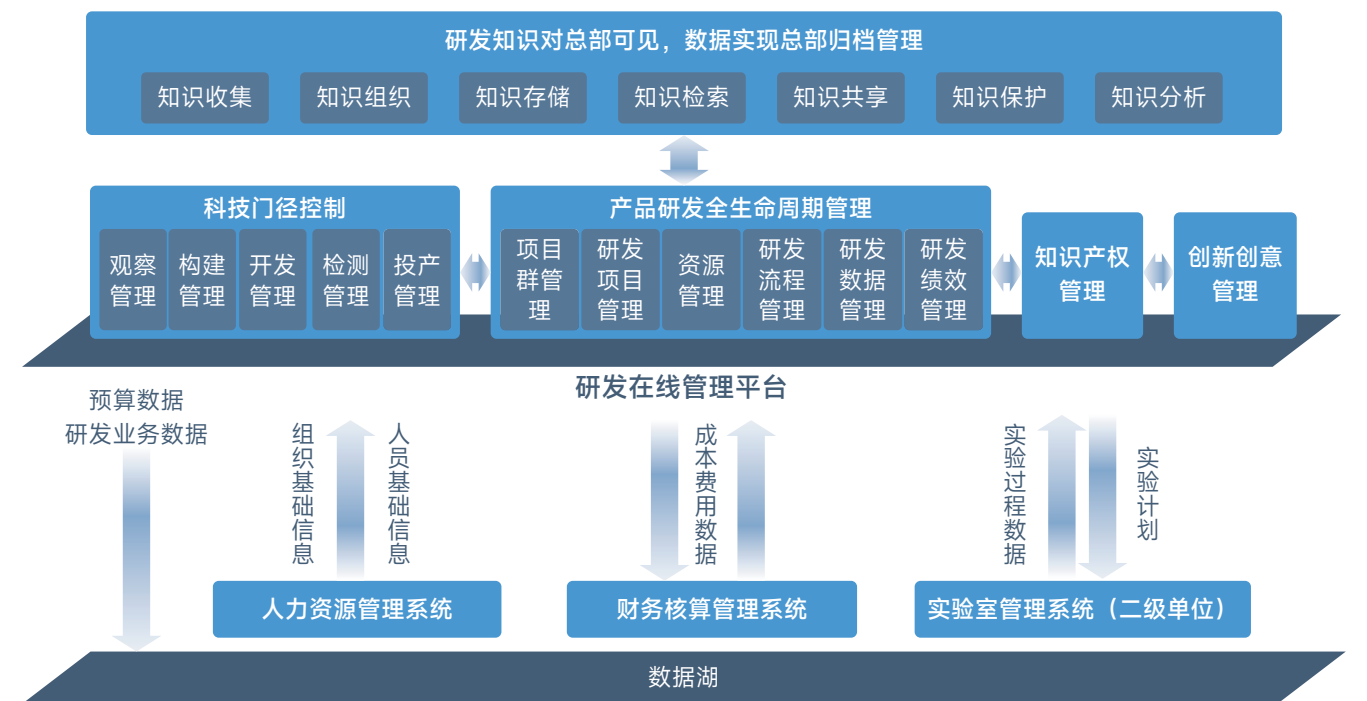 研发知识对总部可见，数据实现总部归档管理
知识收集
知识组织
知识存储
知识检索
知识共享
知识保护
知识分析
科技门径控制
观察
管理
构建
管理
开发
管理
检测
管理
投产
管理
产品研发全生命周期管理
项目
群管
理
研发
项目
管理
资源
管理
研发
流程
管理
研发
数据
管理
研发
绩效
管理
知识产权
管理
创新创意
管理
研发在线管理平台
预算数据
研发业务数据
组织基础信息
人员基础信息
成本费用数据
实验过程数据
实验计划
人力资源管理系统
财务核算管理系统
实验室管理系统（二级单位）
数据湖